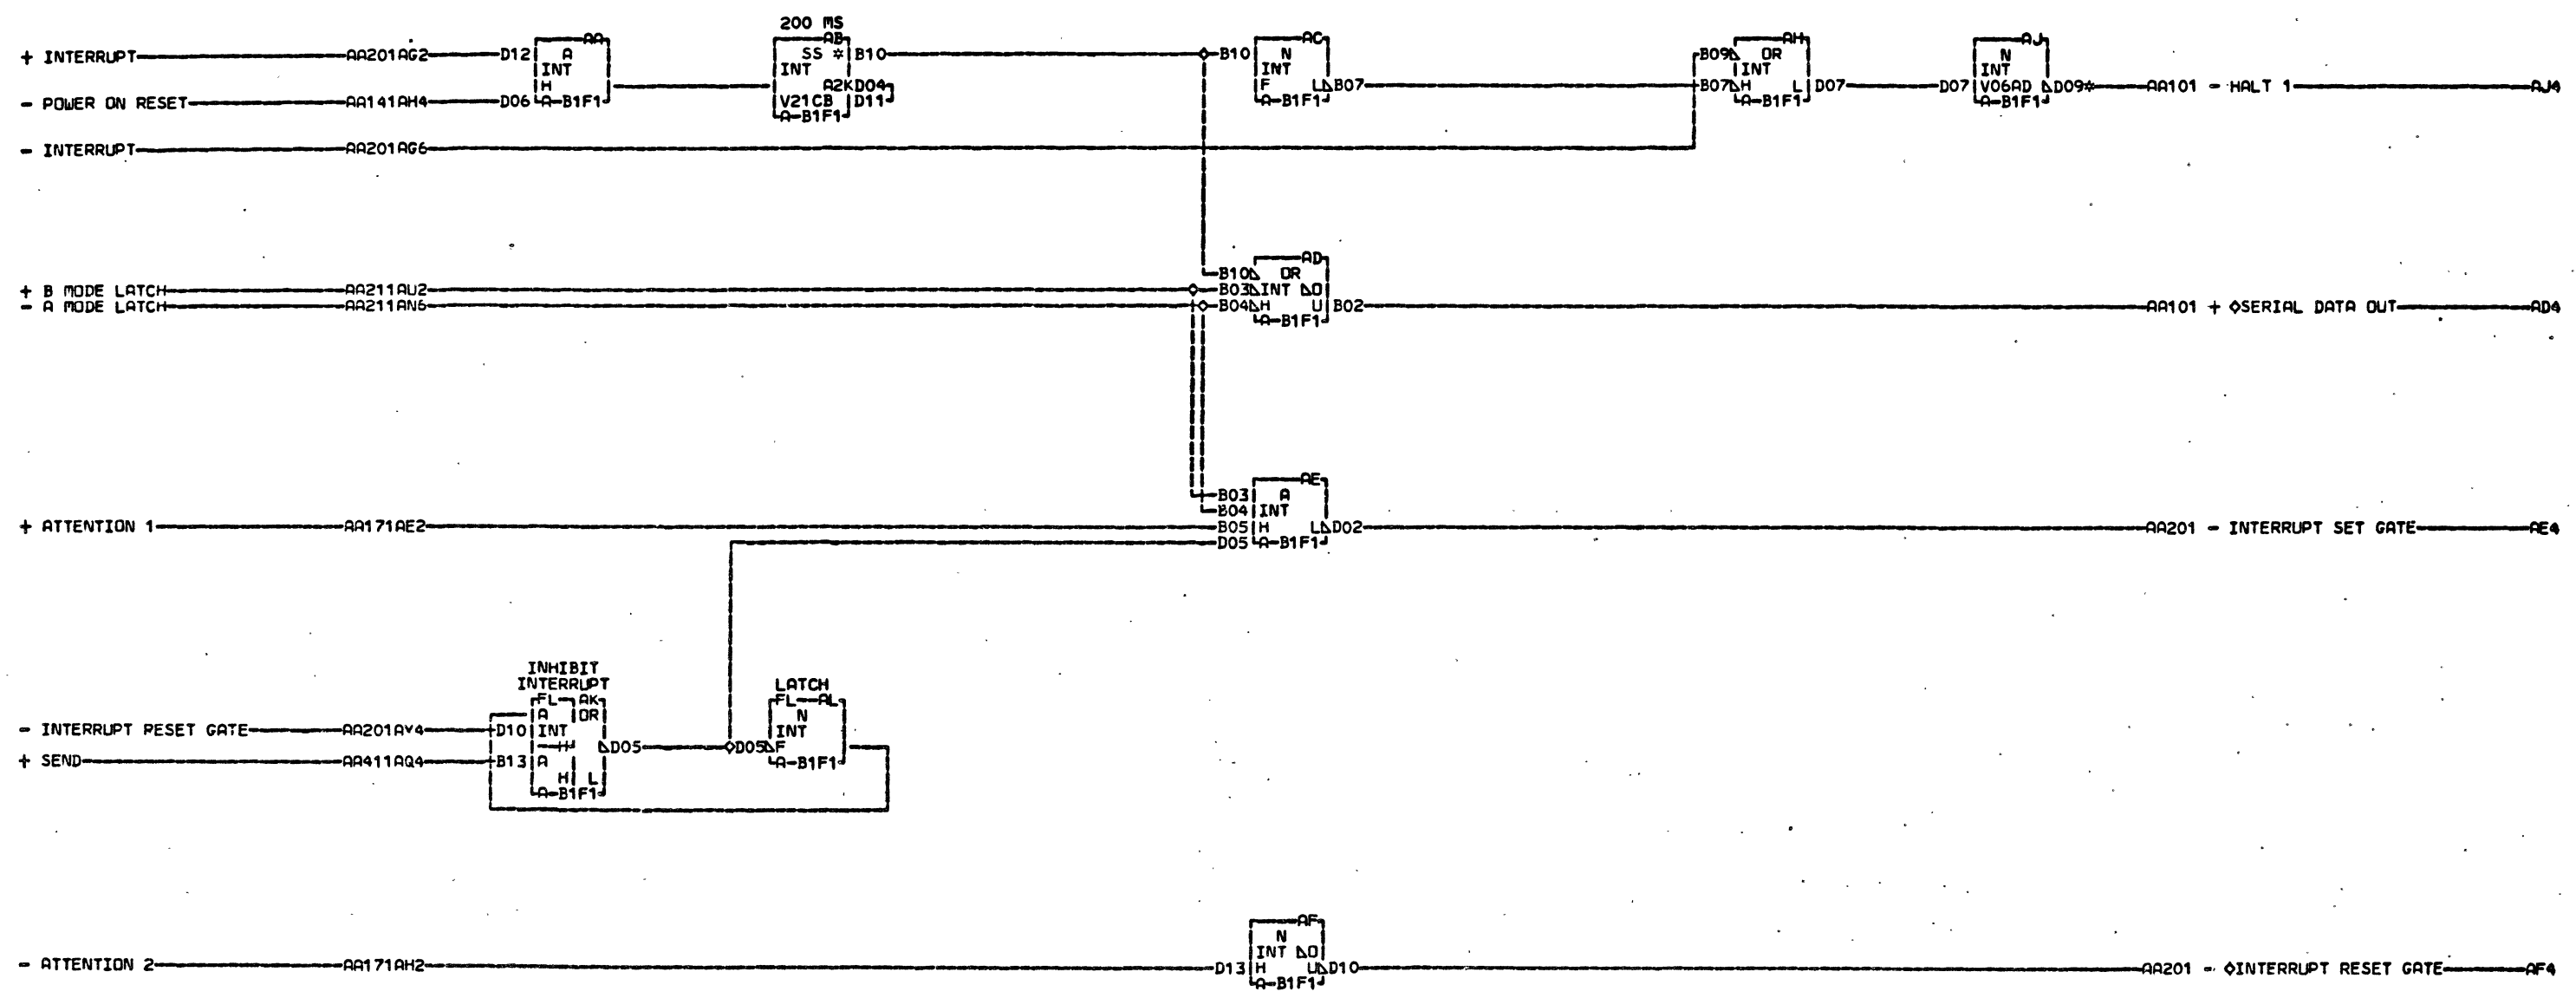 200 MS
AA AB AC AH AJ
+ INTERRUPT AA201AG2 D12 A SS * B10 B10 N B09 OR N
INT INT INT INT INT
H A2K D04 F L B07 B07 H L D07 D07 V06AD D09* AA101 - HALT 1 AJ4
- POWER ON RESET AA141AH4 D06 A-B1F1 V21CB D11 A-B1F1 A-B1F1 A-B1F1
A-B1F1
- INTERRUPT AA201AG6
AD
B10 OR
+ B MODE LATCH AA211AU2 B03 INT O
- A MODE LATCH AA211AN6 B04 H U B02 AA101 + ◇SERIAL DATA OUT AD4
A-B1F1
AE
B03 A
B04 INT
+ ATTENTION 1 AA171AE2 B05 H L D02 AA201 - INTERRUPT SET GATE AE4
D05 A-B1F1
INHIBIT
INTERRUPT LATCH
FL AK FL AL
A OR N
- INTERRUPT RESET GATE AA201AY4 D10 INT INT
H D05 D05 F
+ SEND AA411AQ4 B13 A A-B1F1
H L
A-B1F1
AF
N
INT O
- ATTENTION 2 AA171AH2 D13 H U D10 AA201 - ◇INTERRUPT RESET GATE AF4
A-B1F1